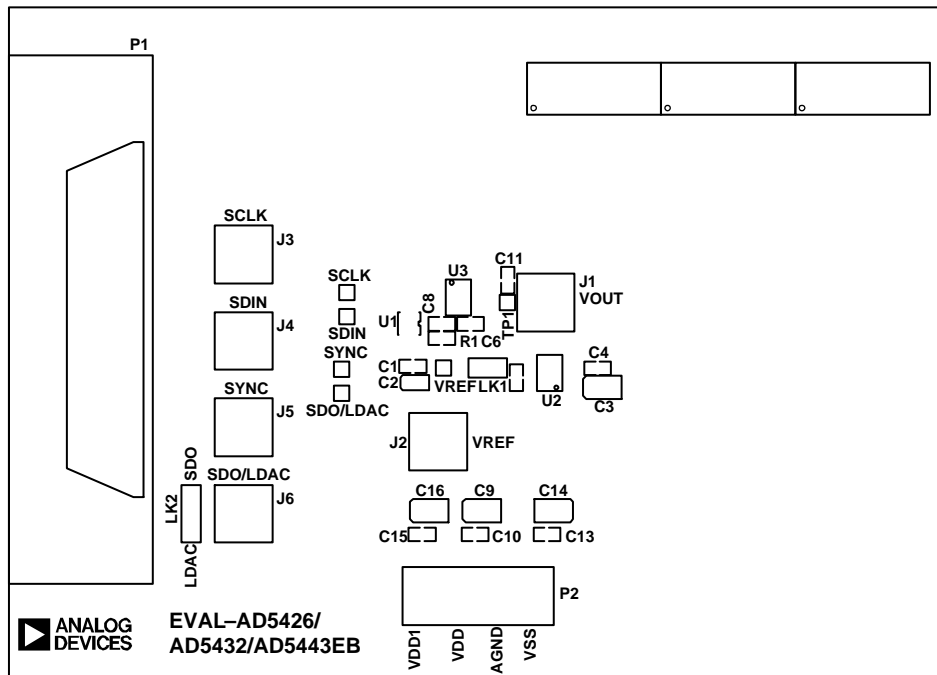 P1
SCLK
J3
SDIN
J4
SYNC
J5
SDO/LDAC
J6
SDO
LK2
LDAC
SCLK
SDIN
SYNC
SDO/LDAC
U1
C8
U3
R1 C6
C11
TP1
J1
VOUT
C1
C2
VREF LK1
U2
C4
C3
J2
VREF
C16
C9
C14
C15
C10
C13
P2
VDD1
VDD
AGND
VSS
ANALOG
DEVICES
EVAL–AD5426/
AD5432/AD5443EB